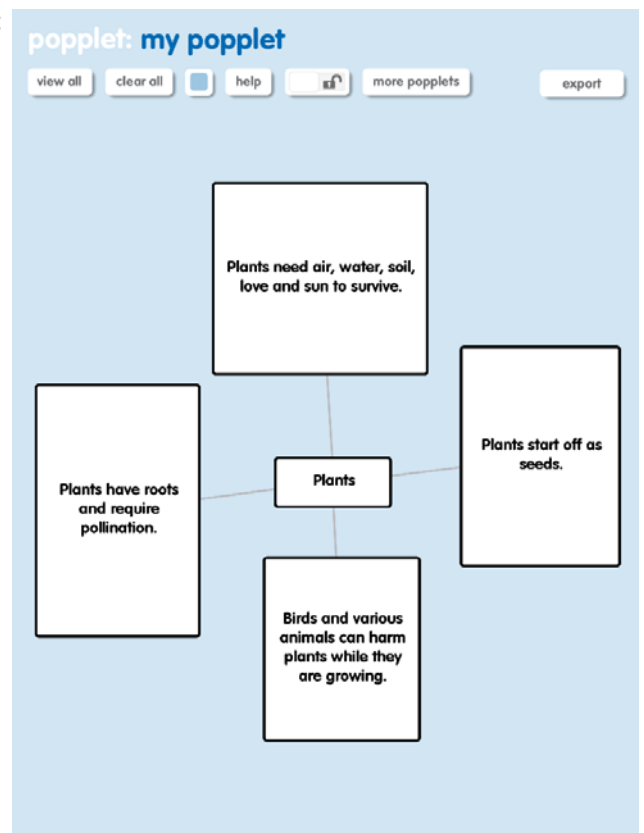 popplet: my popplet
view all
clear all
help
more popplets
export
Plants need air, water, soil,
love and sun to survive.
Plants start off as
seeds.
Plants
Plants have roots
and require
pollination.
Birds and various
animals can harm
plants while they
are growing.